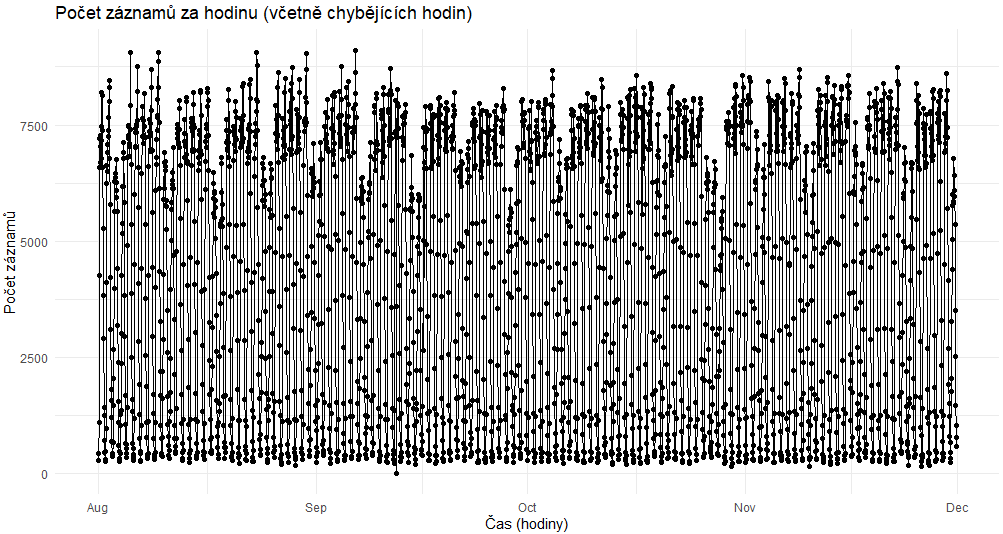 Počet záznamů za hodinu (včetně chybějících hodin)
Počet záznamů
7500
5000
2500
0
Aug
Sep
Oct
Nov
Dec
Čas (hodiny)